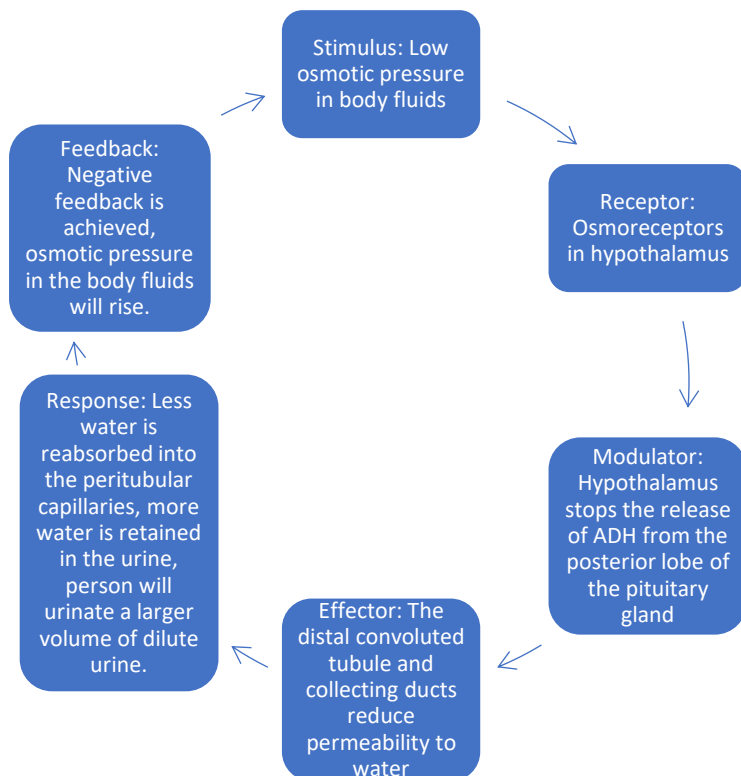 Stimulus: Low
osmotic pressure
in body fluids
Receptor:
Osmoreceptors
in hypothalamus
Modulator:
Hypothalamus
stops the release
of ADH from the
posterior lobe of
the pituitary
gland
Effector: The
distal convoluted
tubule and
collecting ducts
reduce
permeability to
water
Response: Less
water is
reabsorbed into
the peritubular
capillaries, more
water is retained
in the urine,
person will
urinate a larger
volume of dilute
urine.
Feedback:
Negative
feedback is
achieved,
osmotic pressure
in the body fluids
will rise.